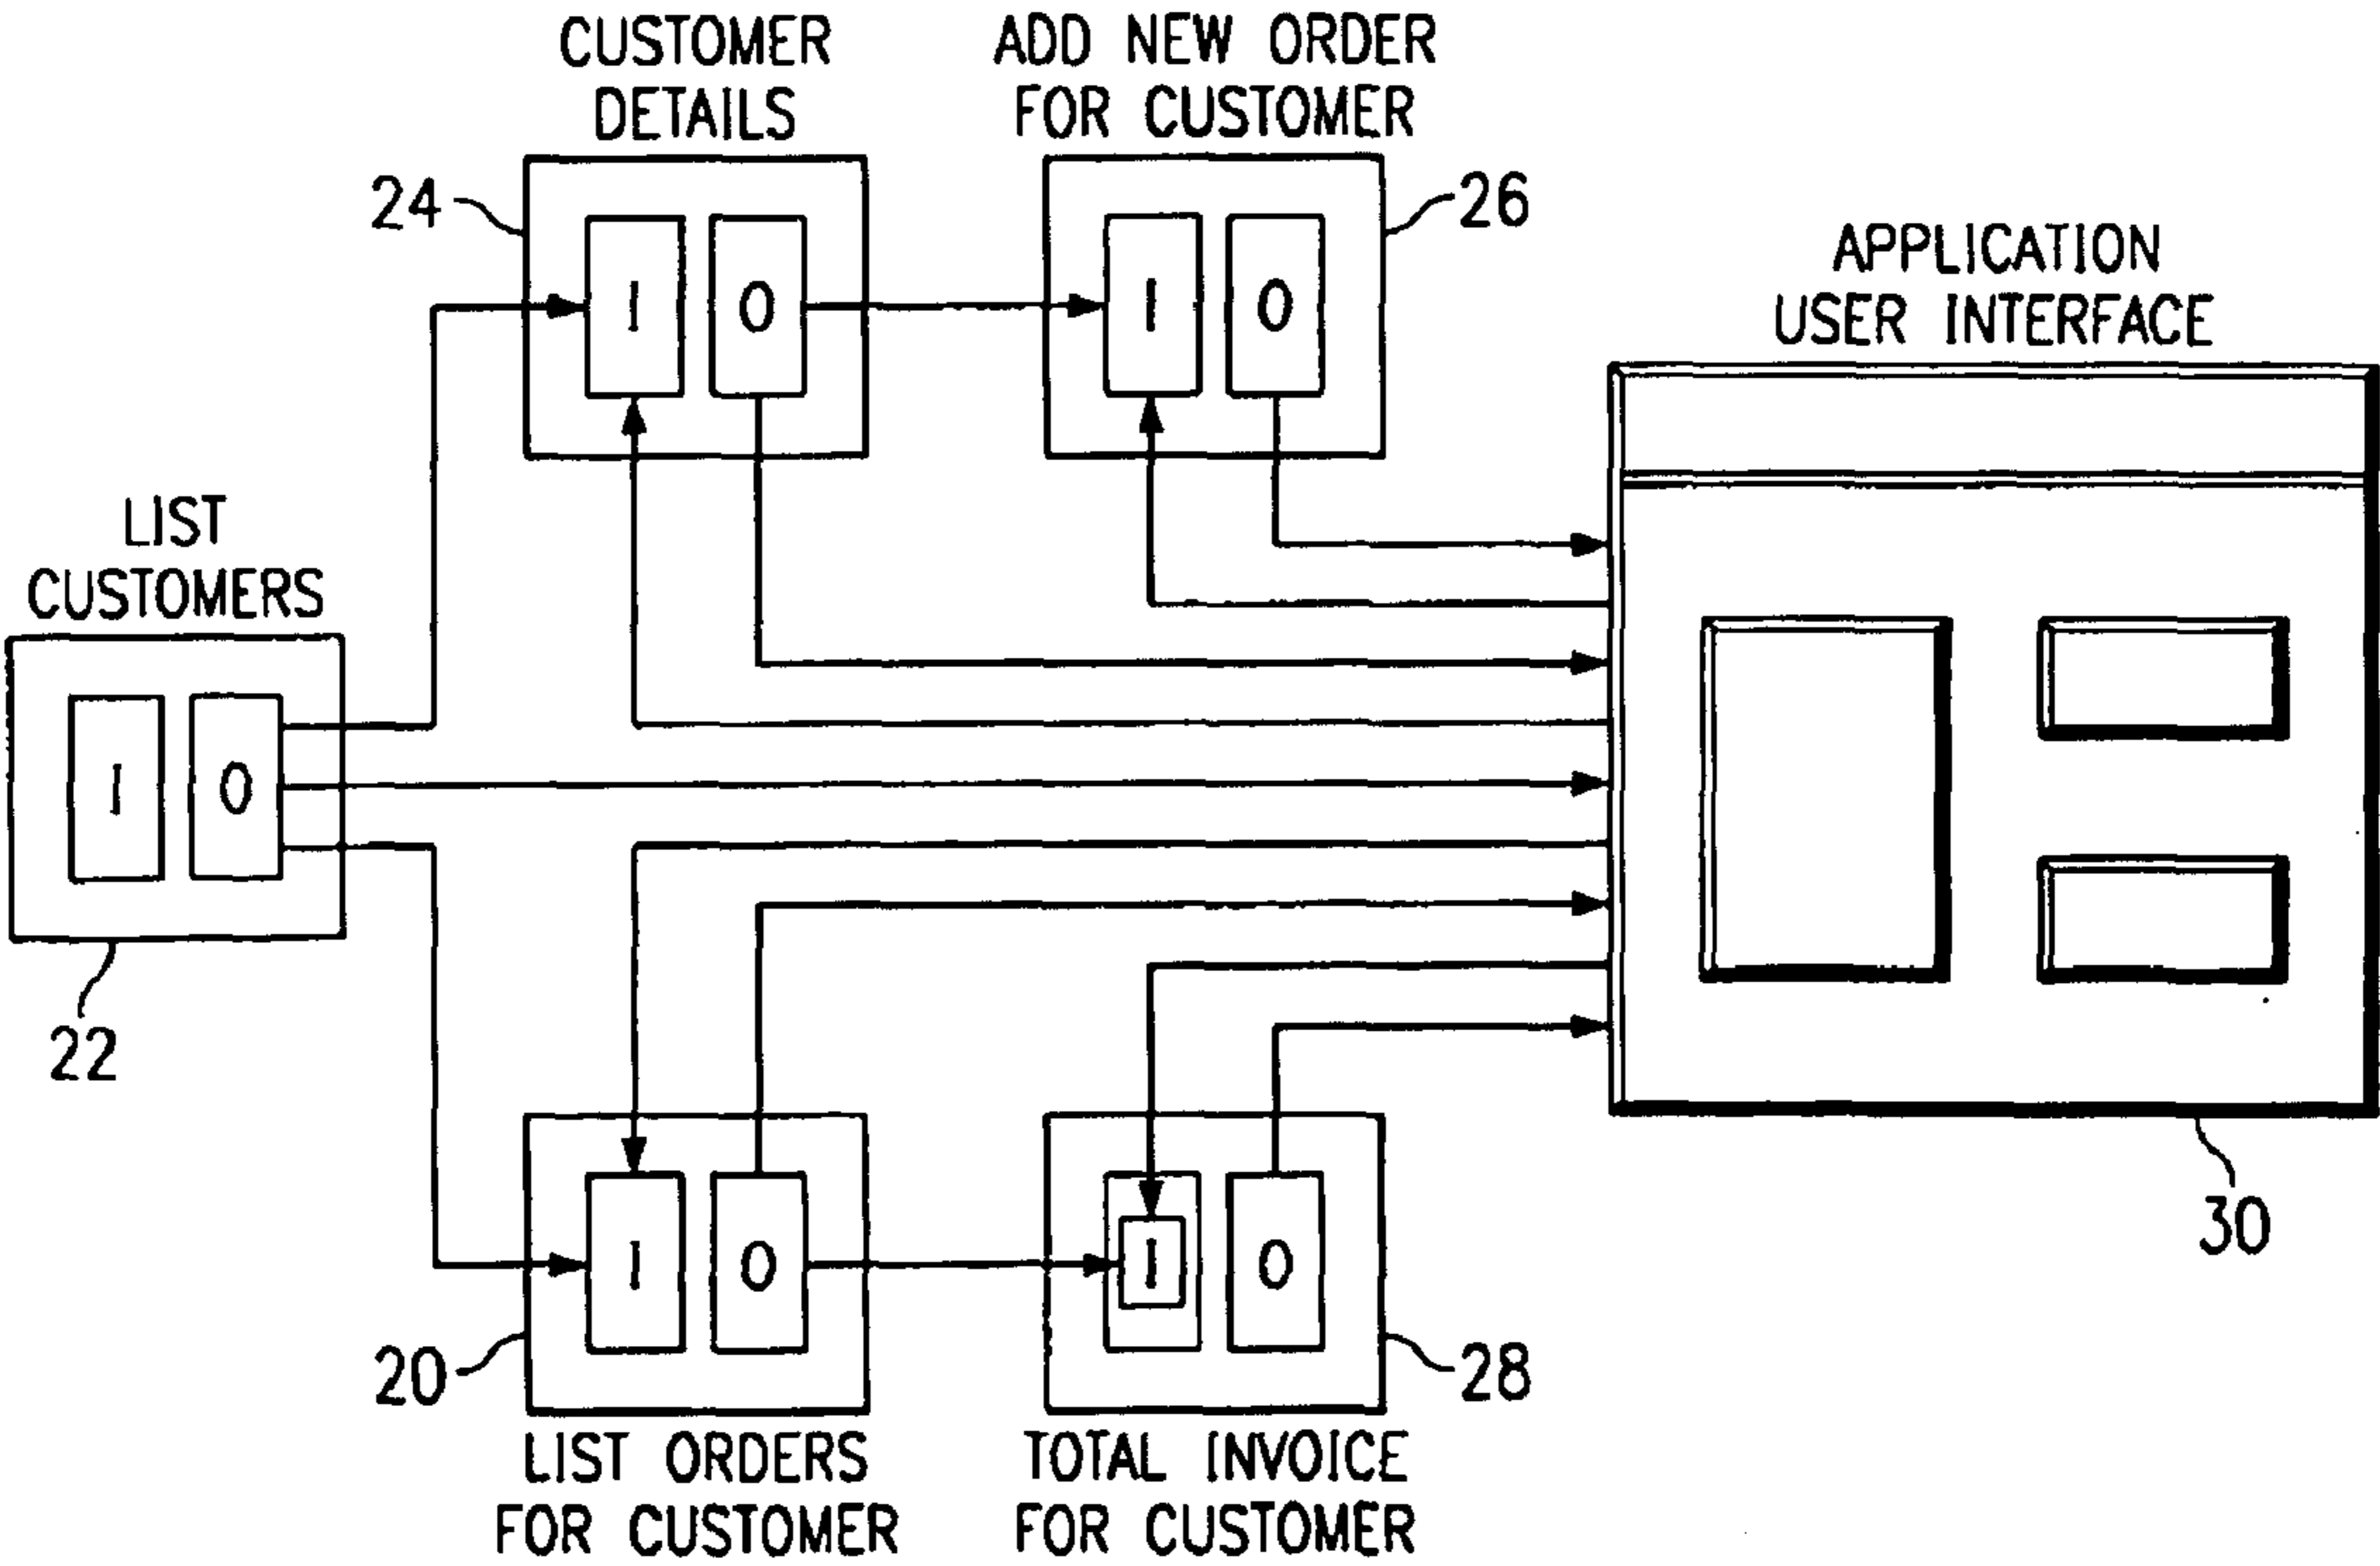 CUSTOMER
DETAILS
ADD NEW ORDER
FOR CUSTOMER
24
I
O
26
I
O
APPLICATION
USER INTERFACE
LIST
CUSTOMERS
I
O
22
20
I
O
LIST ORDERS
FOR CUSTOMER
28
I
O
TOTAL INVOICE
FOR CUSTOMER
30